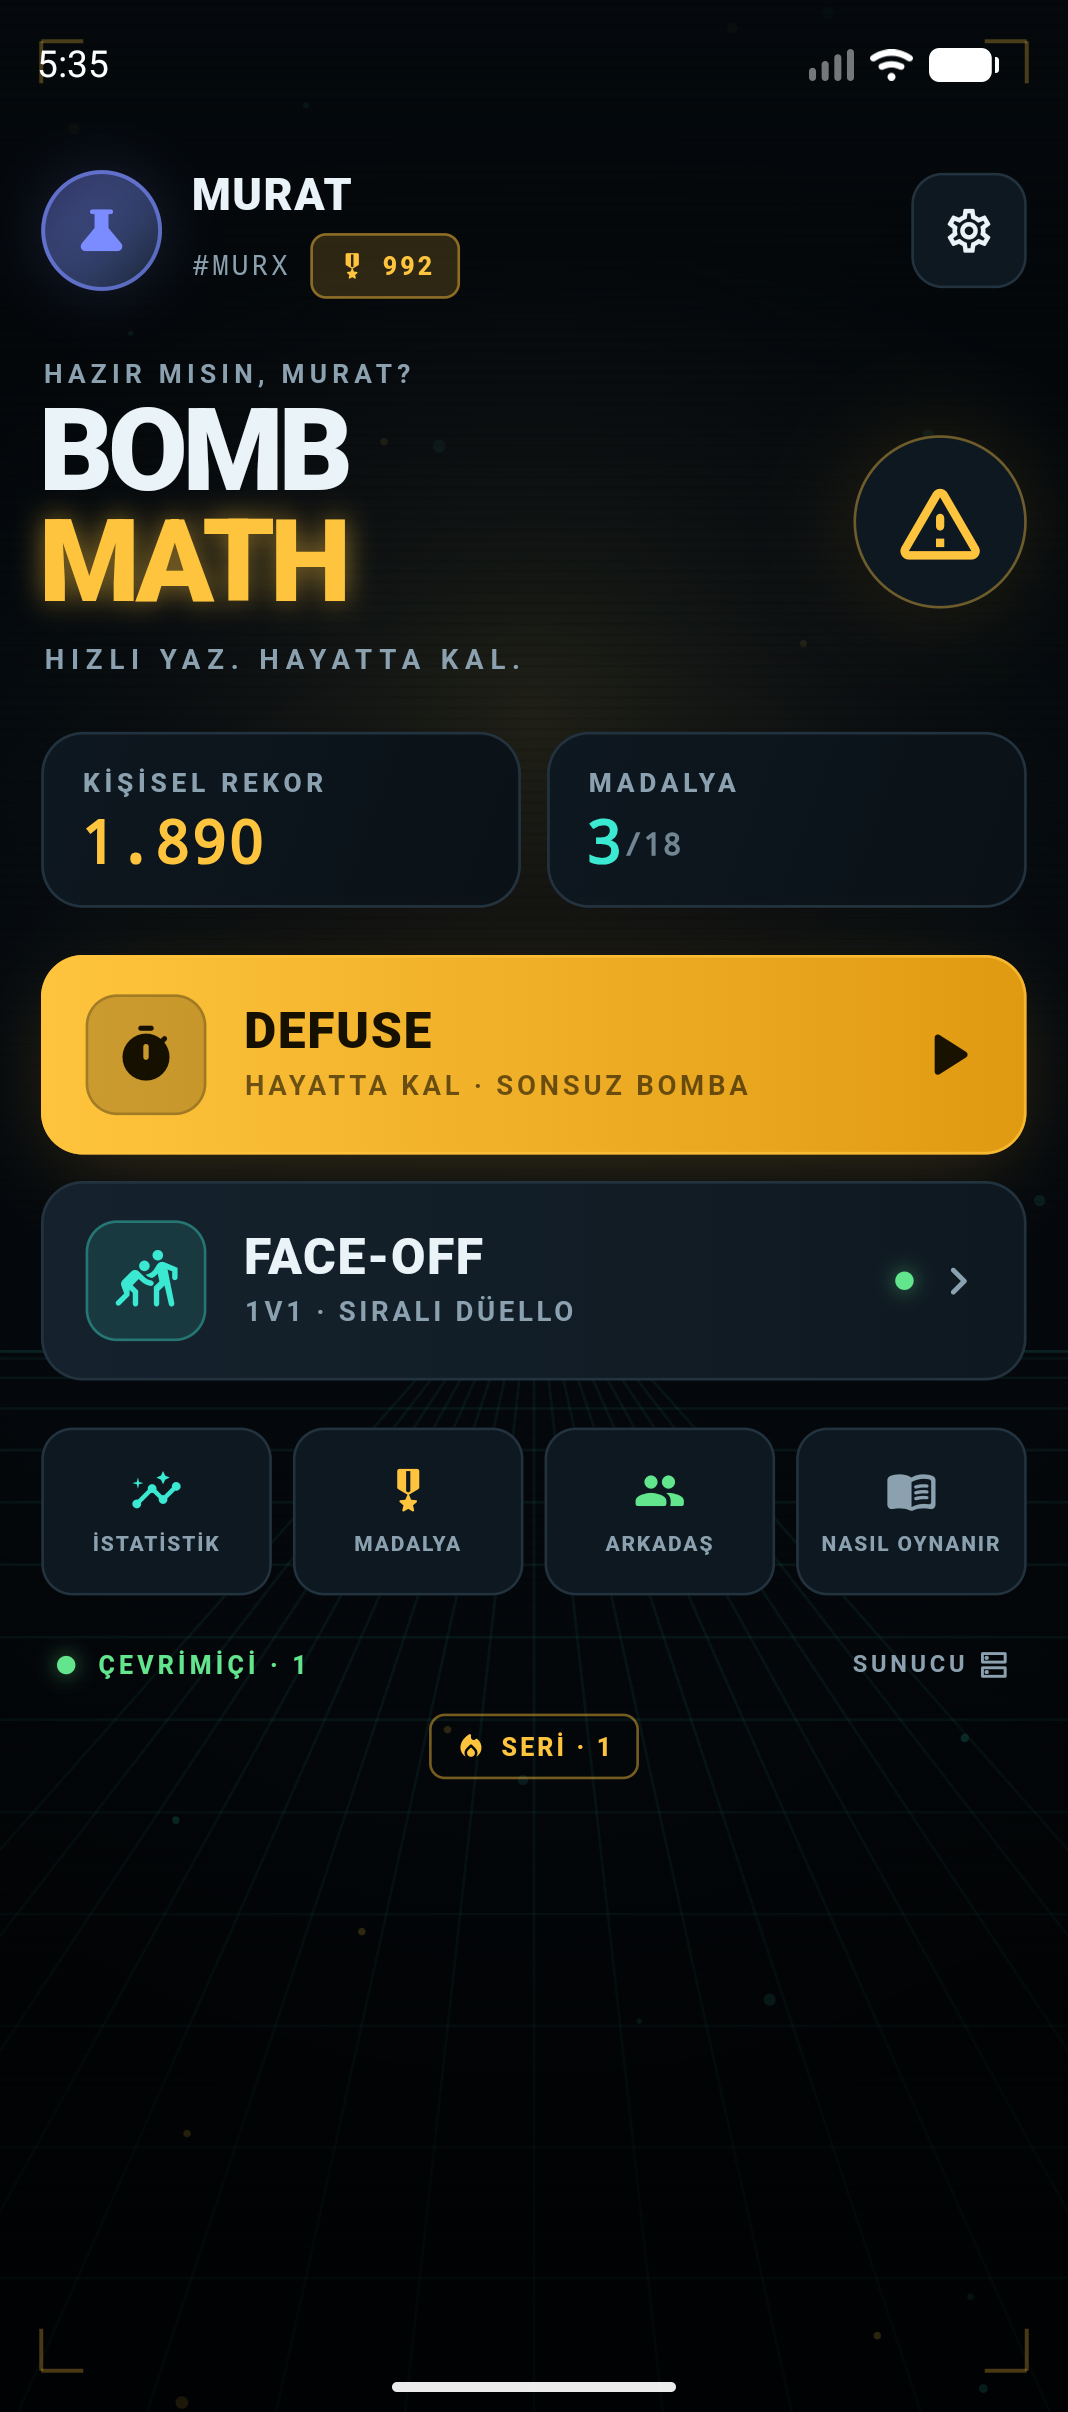 5:35
MURAT
#MURX 992
HAZIR MISIN, MURAT?
BOMB
MATH
HIZLI YAZ. HAYATTA KAL.
KİŞİSEL REKOR
1.890
MADALYA
3/18
DEFUSE
HAYATTA KAL · SONSUZ BOMBA
FACE-OFF
1V1 · SIRALI DÜELLO
İSTATİSTİK
MADALYA
ARKADAŞ
NASIL OYNANIR
ÇEVRİMİÇİ · 1
SUNUCU
SERİ · 1